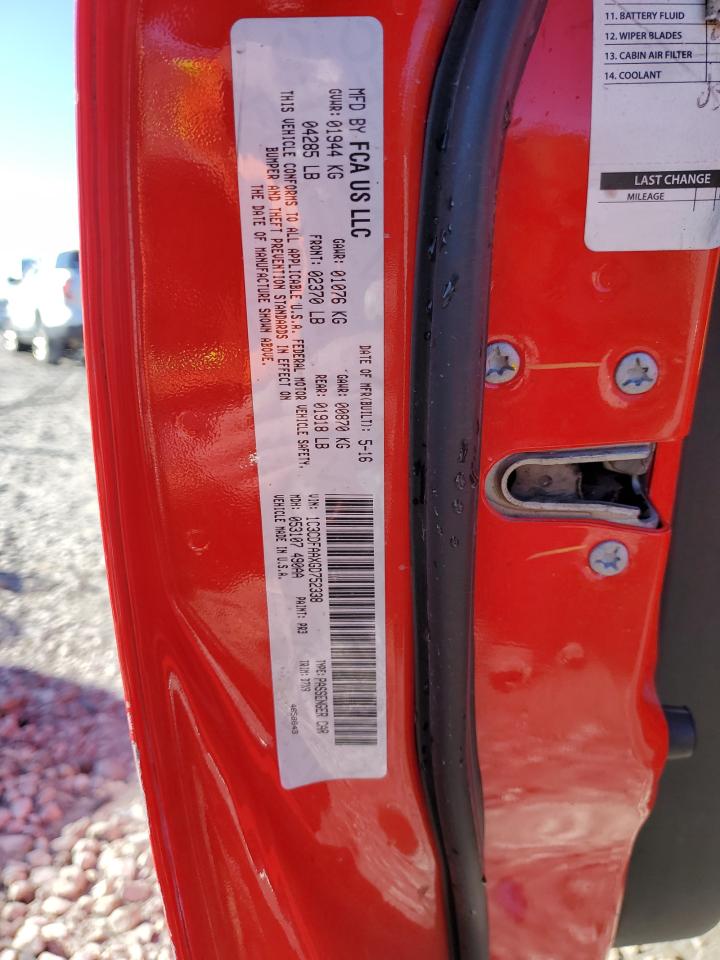 MFD BY FCA US LLC
DATE OF MFR(BUILT): 5-16
GVWR: 01944 KG GAWR: 01076 KG GAWR: 00870 KG
04285 LB FRONT: 02370 LB REAR: 01918 LB
THIS VEHICLE CONFORMS TO ALL APPLICABLE U.S.A. FEDERAL MOTOR VEHICLE SAFETY,
BUMPER AND THEFT PREVENTION STANDARDS IN EFFECT ON
THE DATE OF MANUFACTURE SHOWN ABOVE.
VIN: 1C3CDFAAXGD752338 TYPE: PASSENGER CAR
MDH: 053107 490AA PAINT: PR3
VEHICLE MADE IN U.S.A.
11. BATTERY FLUID
12. WIPER BLADES
13. CABIN AIR FILTER
14. COOLANT
LAST CHANGE
MILEAGE